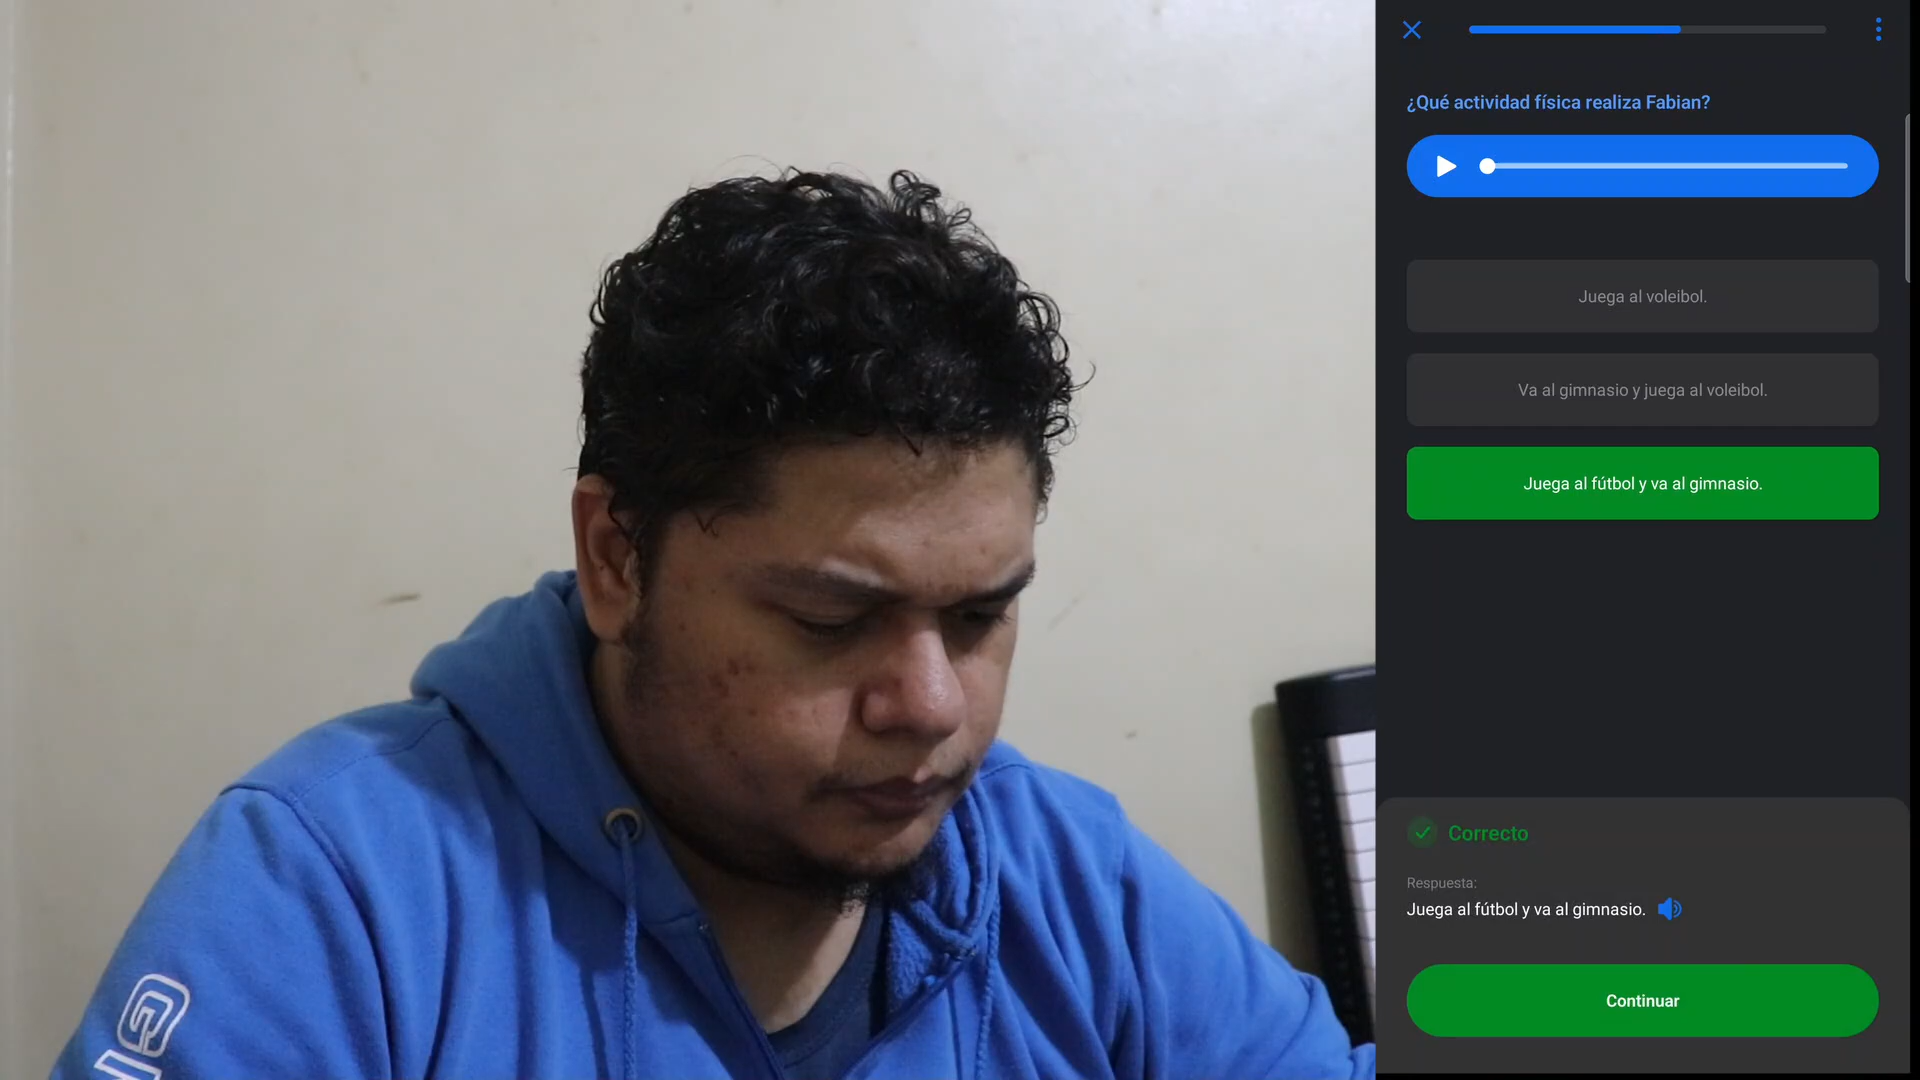 ¿Qué actividad física realiza Fabian?
Juega al voleibol.
Va al gimnasio y juega al voleibol.
Juega al fútbol y va al gimnasio.
Correcto
Respuesta:
Juega al fútbol y va al gimnasio.
Continuar